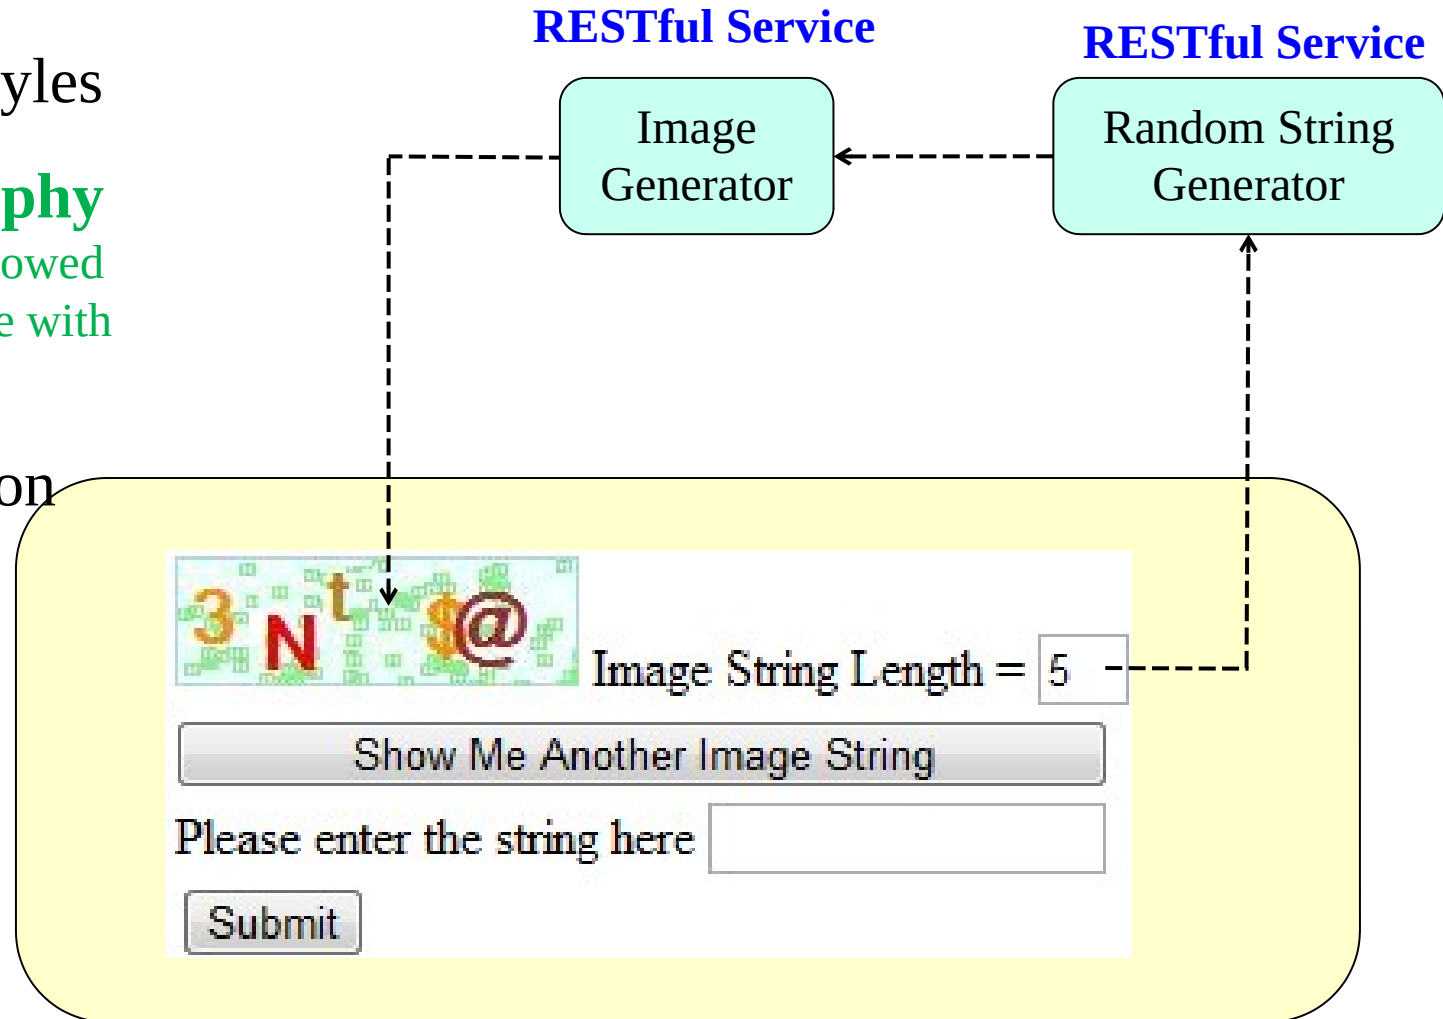 RESTful Service
RESTful Service
yles
Image
Generator
Random String
Generator
phy
owed
e with
on
3 N t $ @
Image String Length = 5
Show Me Another Image String
Please enter the string here
Submit